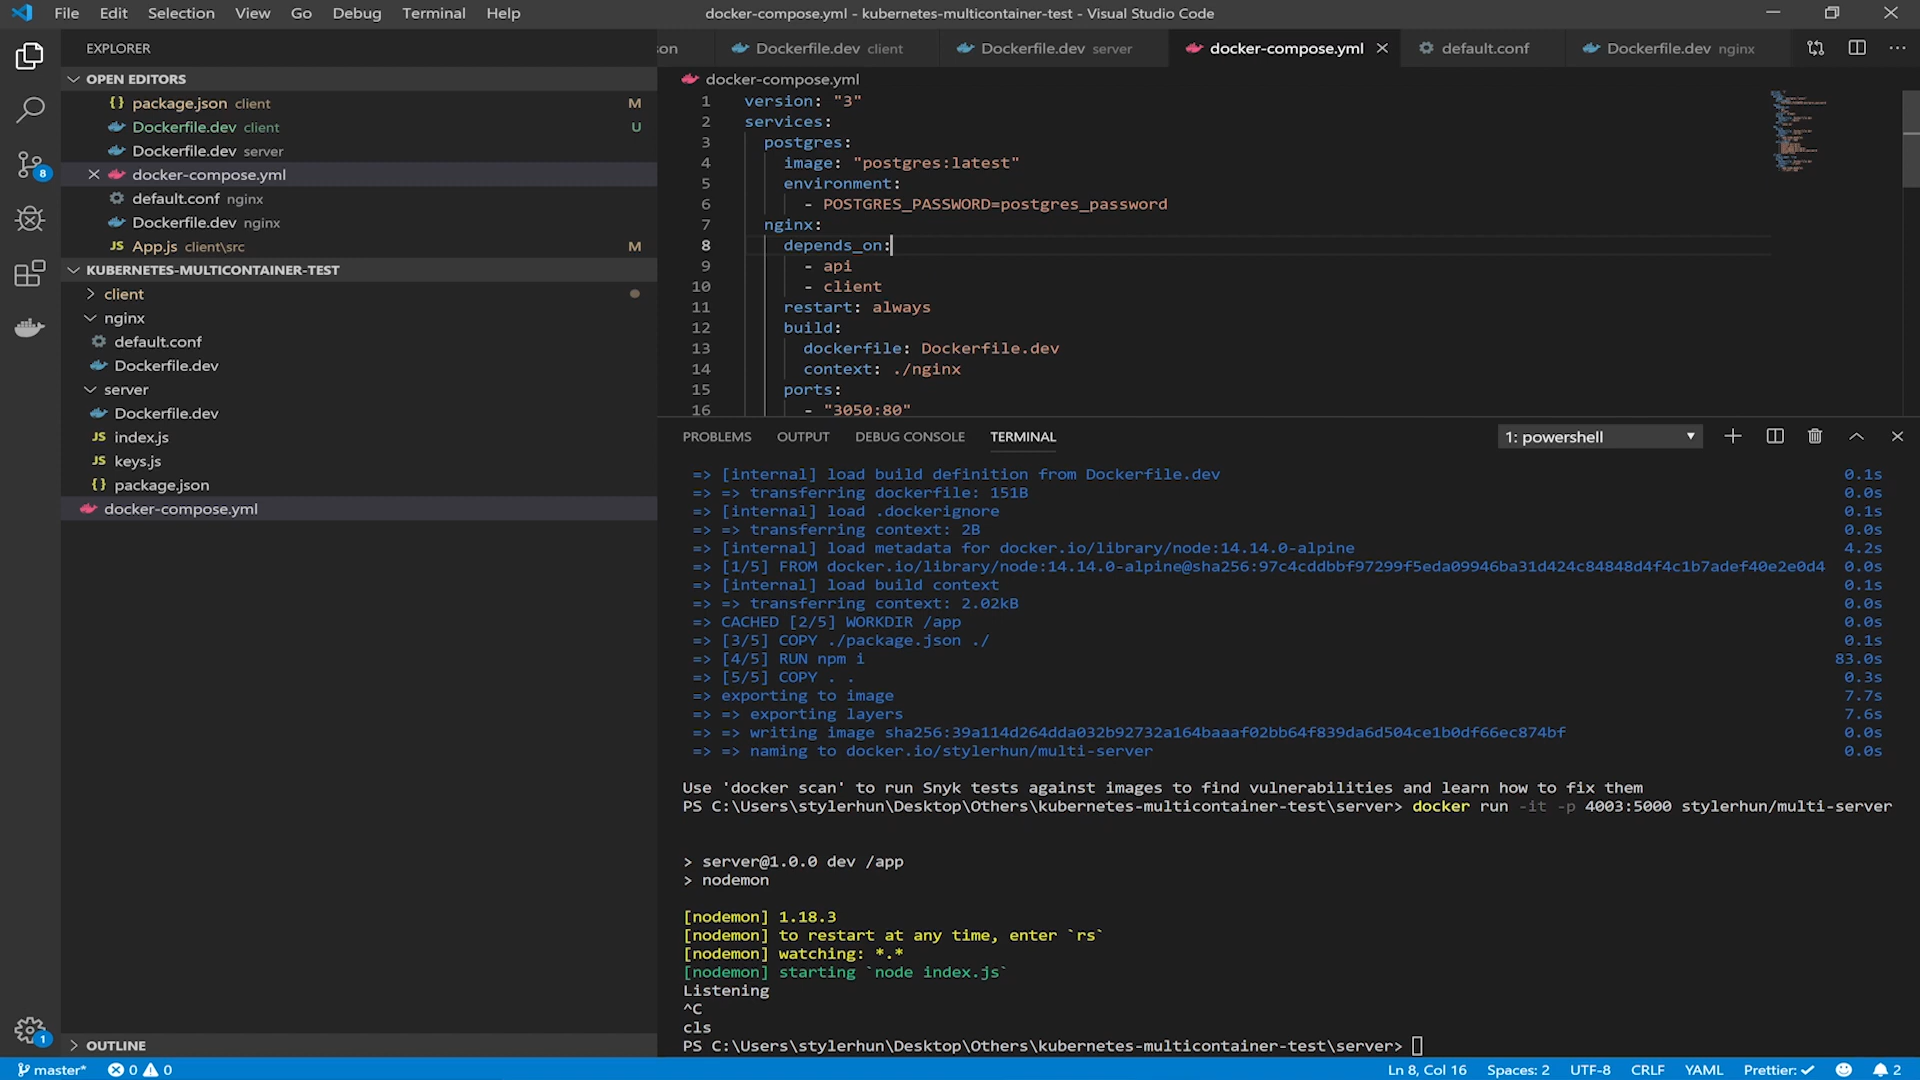 File Edit Selection View Go Debug Terminal Help
docker-compose.yml - kubernetes-multicontainer-test - Visual Studio Code
EXPLORER
OPEN EDITORS
{} package.json client M
Dockerfile.dev client U
Dockerfile.dev server
docker-compose.yml
default.conf nginx
Dockerfile.dev nginx
JS App.js client\src M
KUBERNETES-MULTICONTAINER-TEST
client
nginx
default.conf
Dockerfile.dev
server
Dockerfile.dev
JS index.js
JS keys.js
{} package.json
docker-compose.yml
OUTLINE
8
1
son Dockerfile.dev client Dockerfile.dev server docker-compose.yml default.conf Dockerfile.dev nginx
docker-compose.yml
1 version: "3"
2 services:
3 postgres:
4 image: "postgres:latest"
5 environment:
6 - POSTGRES_PASSWORD=postgres_password
7 nginx:
8 depends_on:
9 - api
10 - client
11 restart: always
12 build:
13 dockerfile: Dockerfile.dev
14 context: ./nginx
15 ports:
16 - "3050:80"
PROBLEMS OUTPUT DEBUG CONSOLE TERMINAL 1: powershell
=> [internal] load build definition from Dockerfile.dev 0.1s
=> => transferring dockerfile: 151B 0.0s
=> [internal] load .dockerignore 0.1s
=> => transferring context: 2B 0.0s
=> [internal] load metadata for docker.io/library/node:14.14.0-alpine 4.2s
=> [1/5] FROM docker.io/library/node:14.14.0-alpine@sha256:97c4cddbbf97299f5eda09946ba31d424c84848d4f4c1b7adef40e2e0d4 0.0s
=> [internal] load build context 0.1s
=> => transferring context: 2.02kB 0.0s
=> CACHED [2/5] WORKDIR /app 0.0s
=> [3/5] COPY ./package.json ./ 0.1s
=> [4/5] RUN npm i 83.0s
=> [5/5] COPY . . 0.3s
=> exporting to image 7.7s
=> => exporting layers 7.6s
=> => writing image sha256:39a114d264dda032b92732a164baaaf02bb64f839da6d504ce1b0df66ec874bf 0.0s
=> => naming to docker.io/stylerhun/multi-server 0.0s
Use 'docker scan' to run Snyk tests against images to find vulnerabilities and learn how to fix them
PS C:\Users\stylerhun\Desktop\Others\kubernetes-multicontainer-test\server> docker run -it -p 4003:5000 stylerhun/multi-server
> server@1.0.0 dev /app
> nodemon
[nodemon] 1.18.3
[nodemon] to restart at any time, enter `rs`
[nodemon] watching: *.*
[nodemon] starting `node index.js`
Listening
^C
cls
PS C:\Users\stylerhun\Desktop\Others\kubernetes-multicontainer-test\server>
master* 0 0 Ln 8, Col 16 Spaces: 2 UTF-8 CRLF YAML Prettier: 2